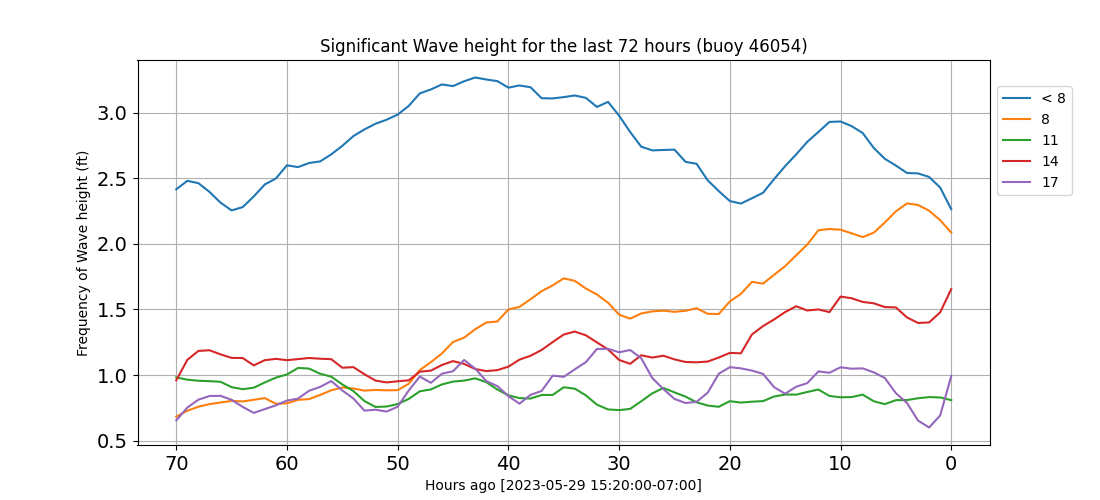 Significant Wave height for the last 72 hours (buoy 46054)
Frequency of Wave height (ft)
3.0
2.5
2.0
1.5
1.0
0.5
70 60 50 40 30 20 10 0
Hours ago [2023-05-29 15:20:00-07:00]
< 8
8
11
14
17